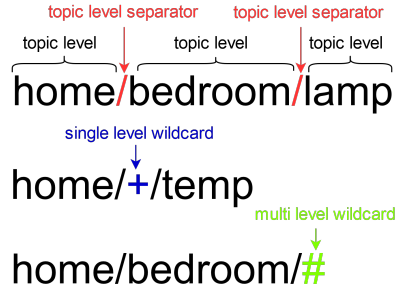 topic level separator topic level separator
topic level topic level topic level
home/bedroom/lamp
single level wildcard
home/+/temp
multi level wildcard
home/bedroom/#